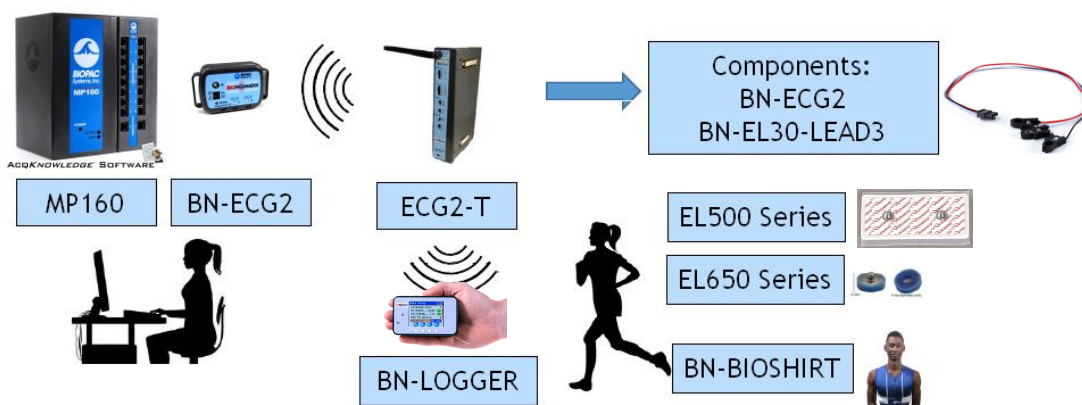 BIOPAC
Systems, Inc.
MP160
ACQKNOWLEDGE SOFTWARE
BIONOMADIX
Components:
BN-ECG2
BN-EL30-LEAD3
MP160
BN-ECG2
ECG2-T
EL500 Series
EL650 Series
BN-LOGGER
BN-BIOSHIRT